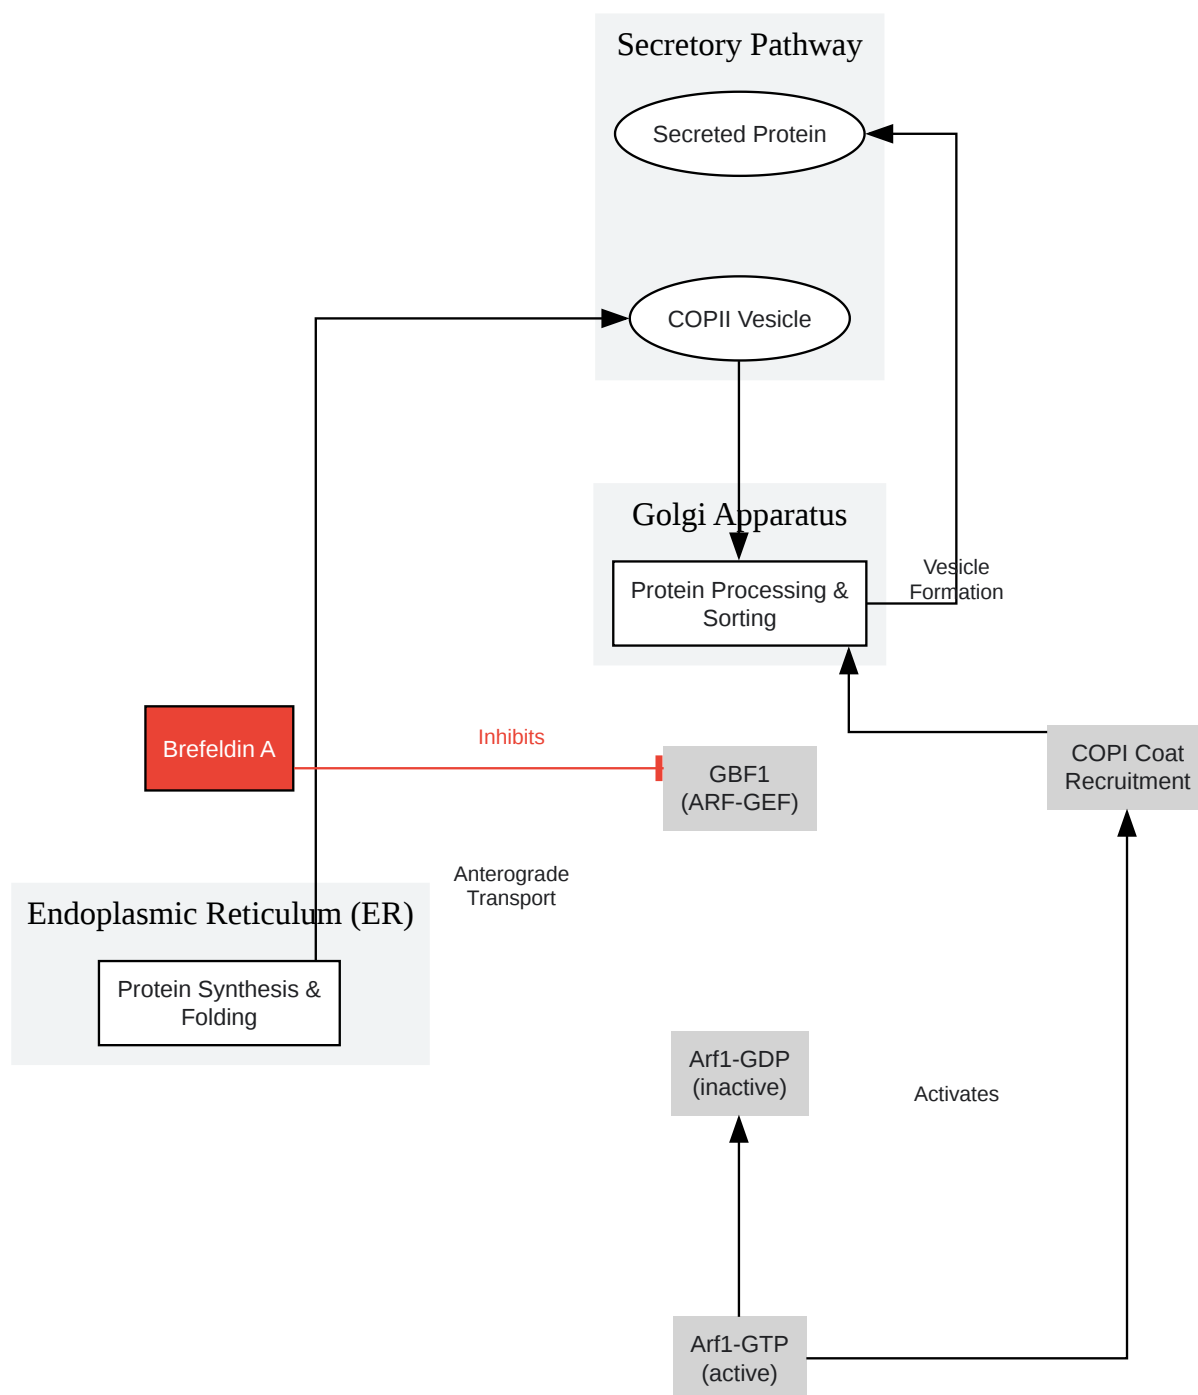 Secretory Pathway
Secreted Protein
COPII Vesicle
Golgi Apparatus
Protein Processing &
Sorting
Vesicle
Formation
Brefeldin A
Inhibits
GBF1
(ARF-GEF)
COPI Coat
Recruitment
Anterograde
Transport
Endoplasmic Reticulum (ER)
Protein Synthesis &
Folding
Arf1-GDP
(inactive)
Activates
Arf1-GTP
(active)